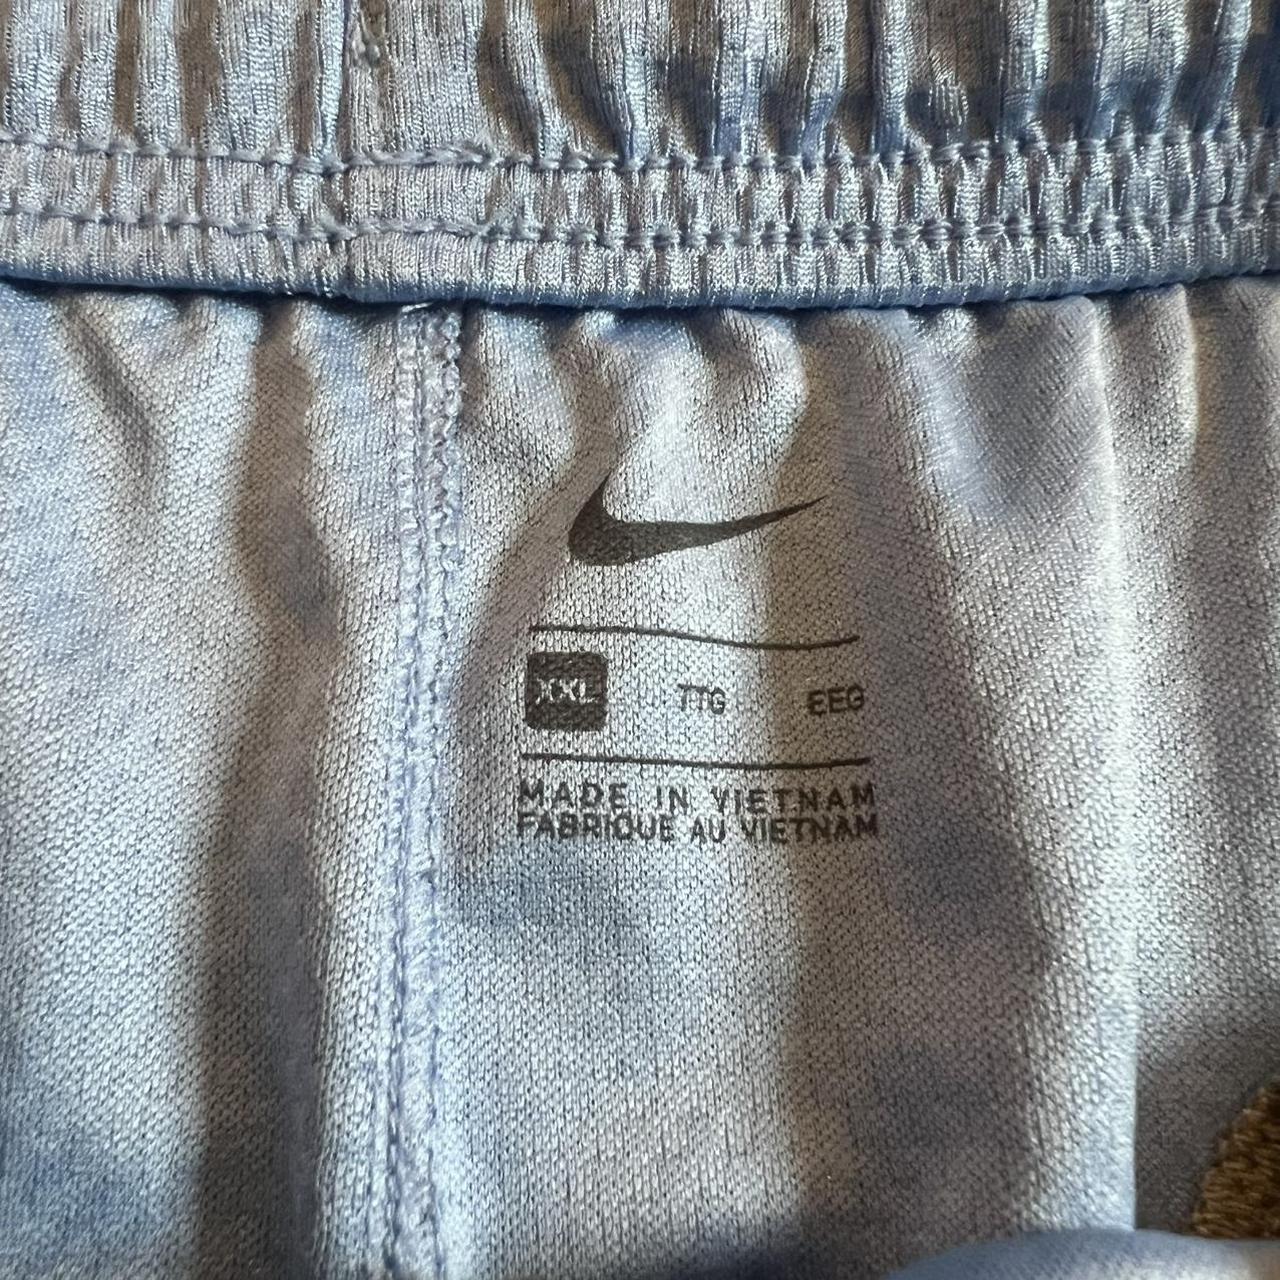 XXL TTG EEG
MADE IN VIETNAM
FABRIQUE AU VIETNAM